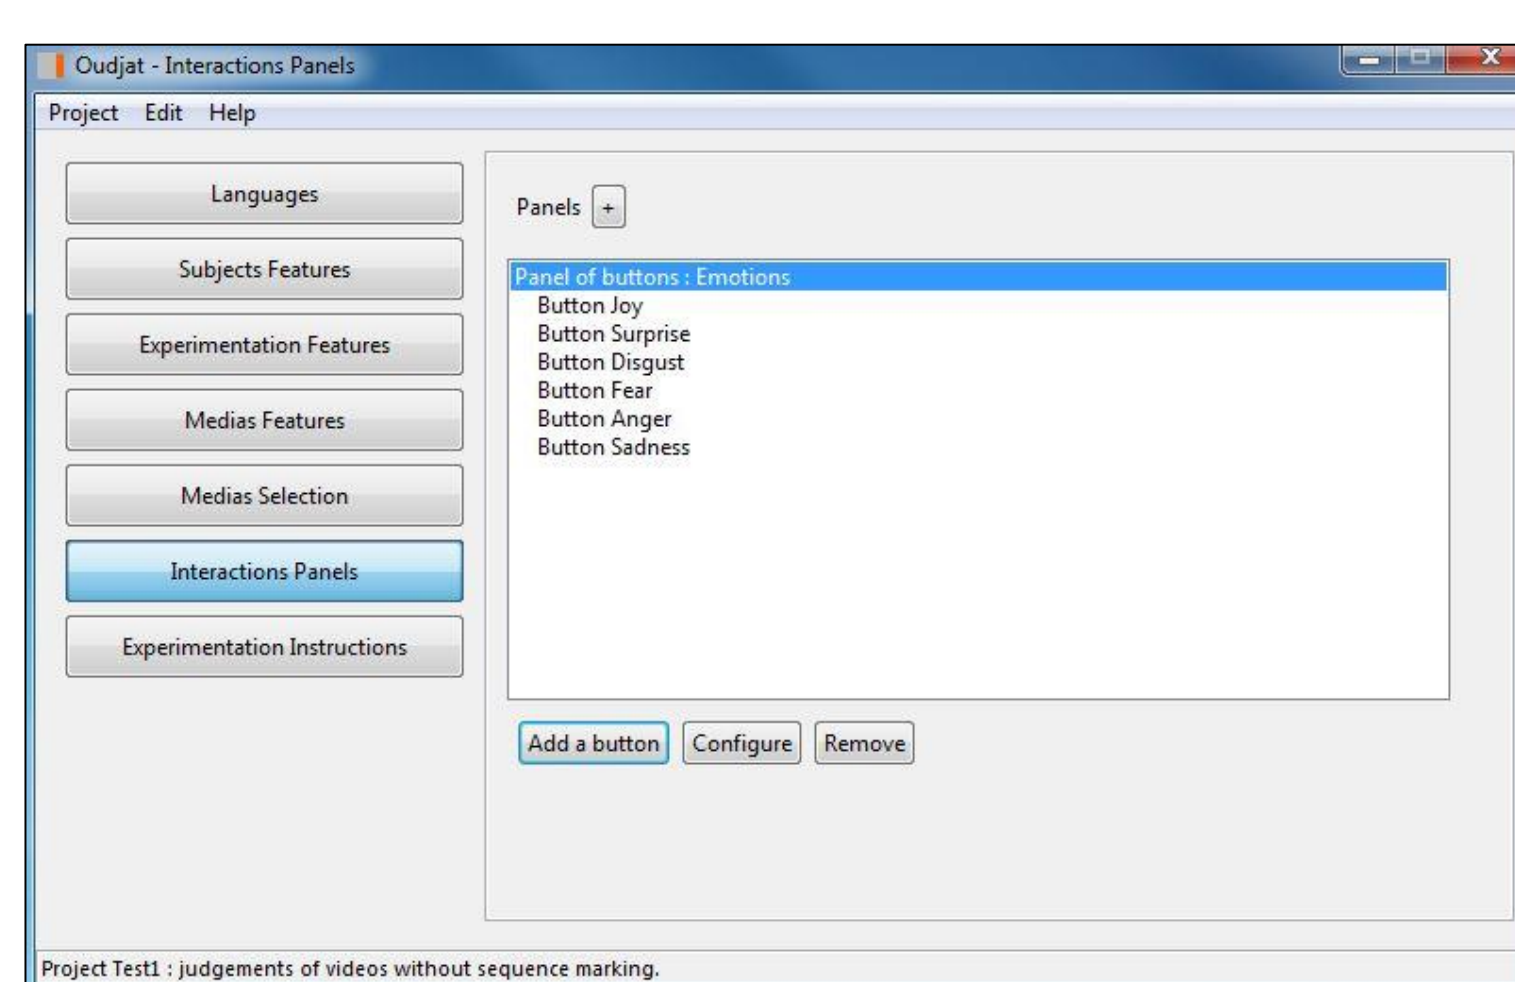 Oudjat - Interactions Panels
Project Edit Help
Languages
Subjects Features
Experimentation Features
Medias Features
Medias Selection
Interactions Panels
Experimentation Instructions
Panels +
Panel of buttons : Emotions
Button Joy
Button Surprise
Button Disgust
Button Fear
Button Anger
Button Sadness
Add a button Configure Remove
Project Test1 : judgements of videos without sequence marking.